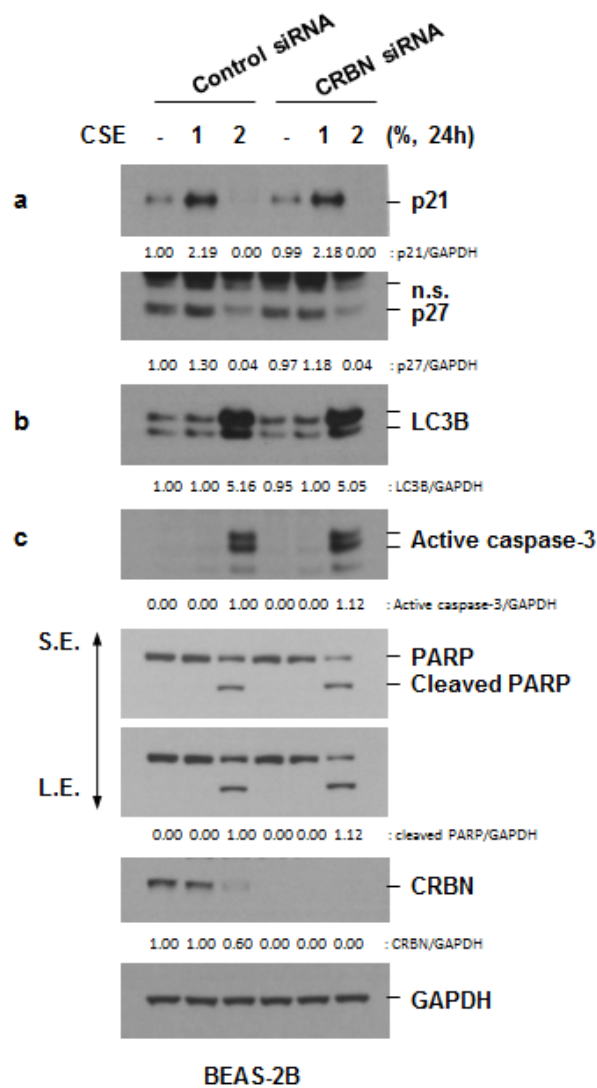 Control siRNA CRBN siRNA
CSE - 1 2 - 1 2 (%, 24h)
a
p21
1.00 2.19 0.00 0.99 2.18 0.00 : p21/GAPDH
n.s.
p27
1.00 1.30 0.04 0.97 1.18 0.04 : p27/GAPDH
b
LC3B
1.00 1.00 5.16 0.95 1.00 5.05 : LC3B/GAPDH
c
Active caspase-3
0.00 0.00 1.00 0.00 0.00 1.12 : Active caspase-3/GAPDH
S.E.
PARP
Cleaved PARP
L.E.
0.00 0.00 1.00 0.00 0.00 1.12 : cleaved PARP/GAPDH
CRBN
1.00 1.00 0.60 0.00 0.00 0.00 : CRBN/GAPDH
GAPDH
BEAS-2B